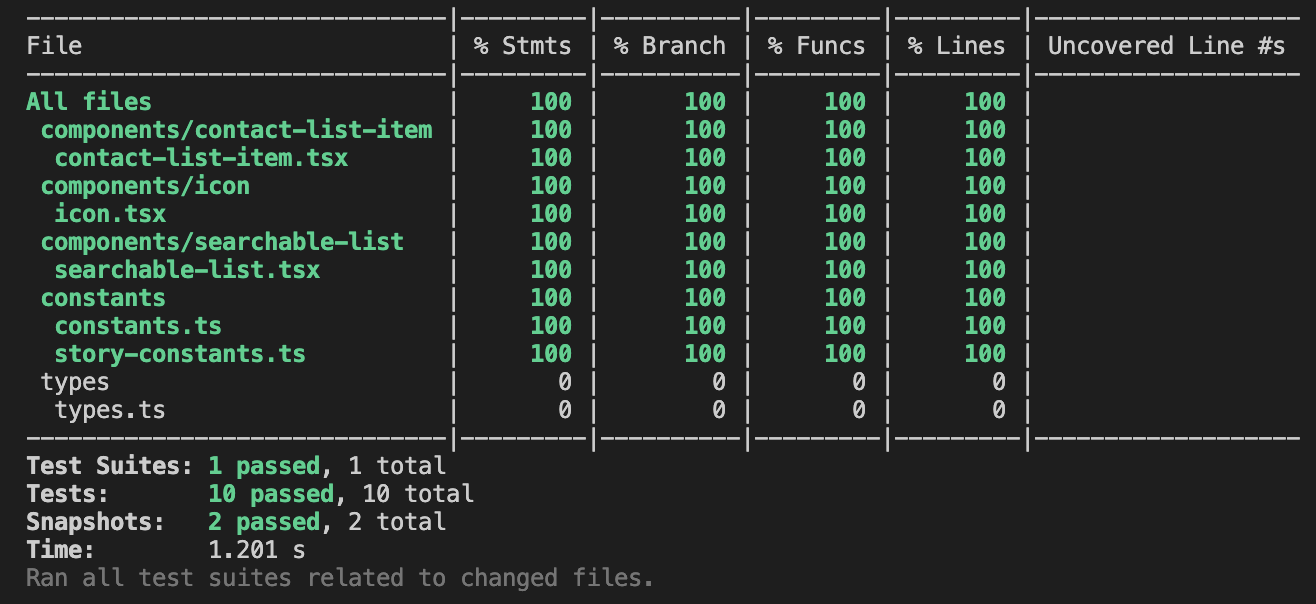 File | % Stmts | % Branch | % Funcs | % Lines | Uncovered Line #s
All files | 100 | 100 | 100 | 100 |
components/contact-list-item | 100 | 100 | 100 | 100 |
contact-list-item.tsx | 100 | 100 | 100 | 100 |
components/icon | 100 | 100 | 100 | 100 |
icon.tsx | 100 | 100 | 100 | 100 |
components/searchable-list | 100 | 100 | 100 | 100 |
searchable-list.tsx | 100 | 100 | 100 | 100 |
constants | 100 | 100 | 100 | 100 |
constants.ts | 100 | 100 | 100 | 100 |
story-constants.ts | 100 | 100 | 100 | 100 |
types | 0 | 0 | 0 | 0 |
types.ts | 0 | 0 | 0 | 0 |
Test Suites: 1 passed, 1 total
Tests: 10 passed, 10 total
Snapshots: 2 passed, 2 total
Time: 1.201 s
Ran all test suites related to changed files.